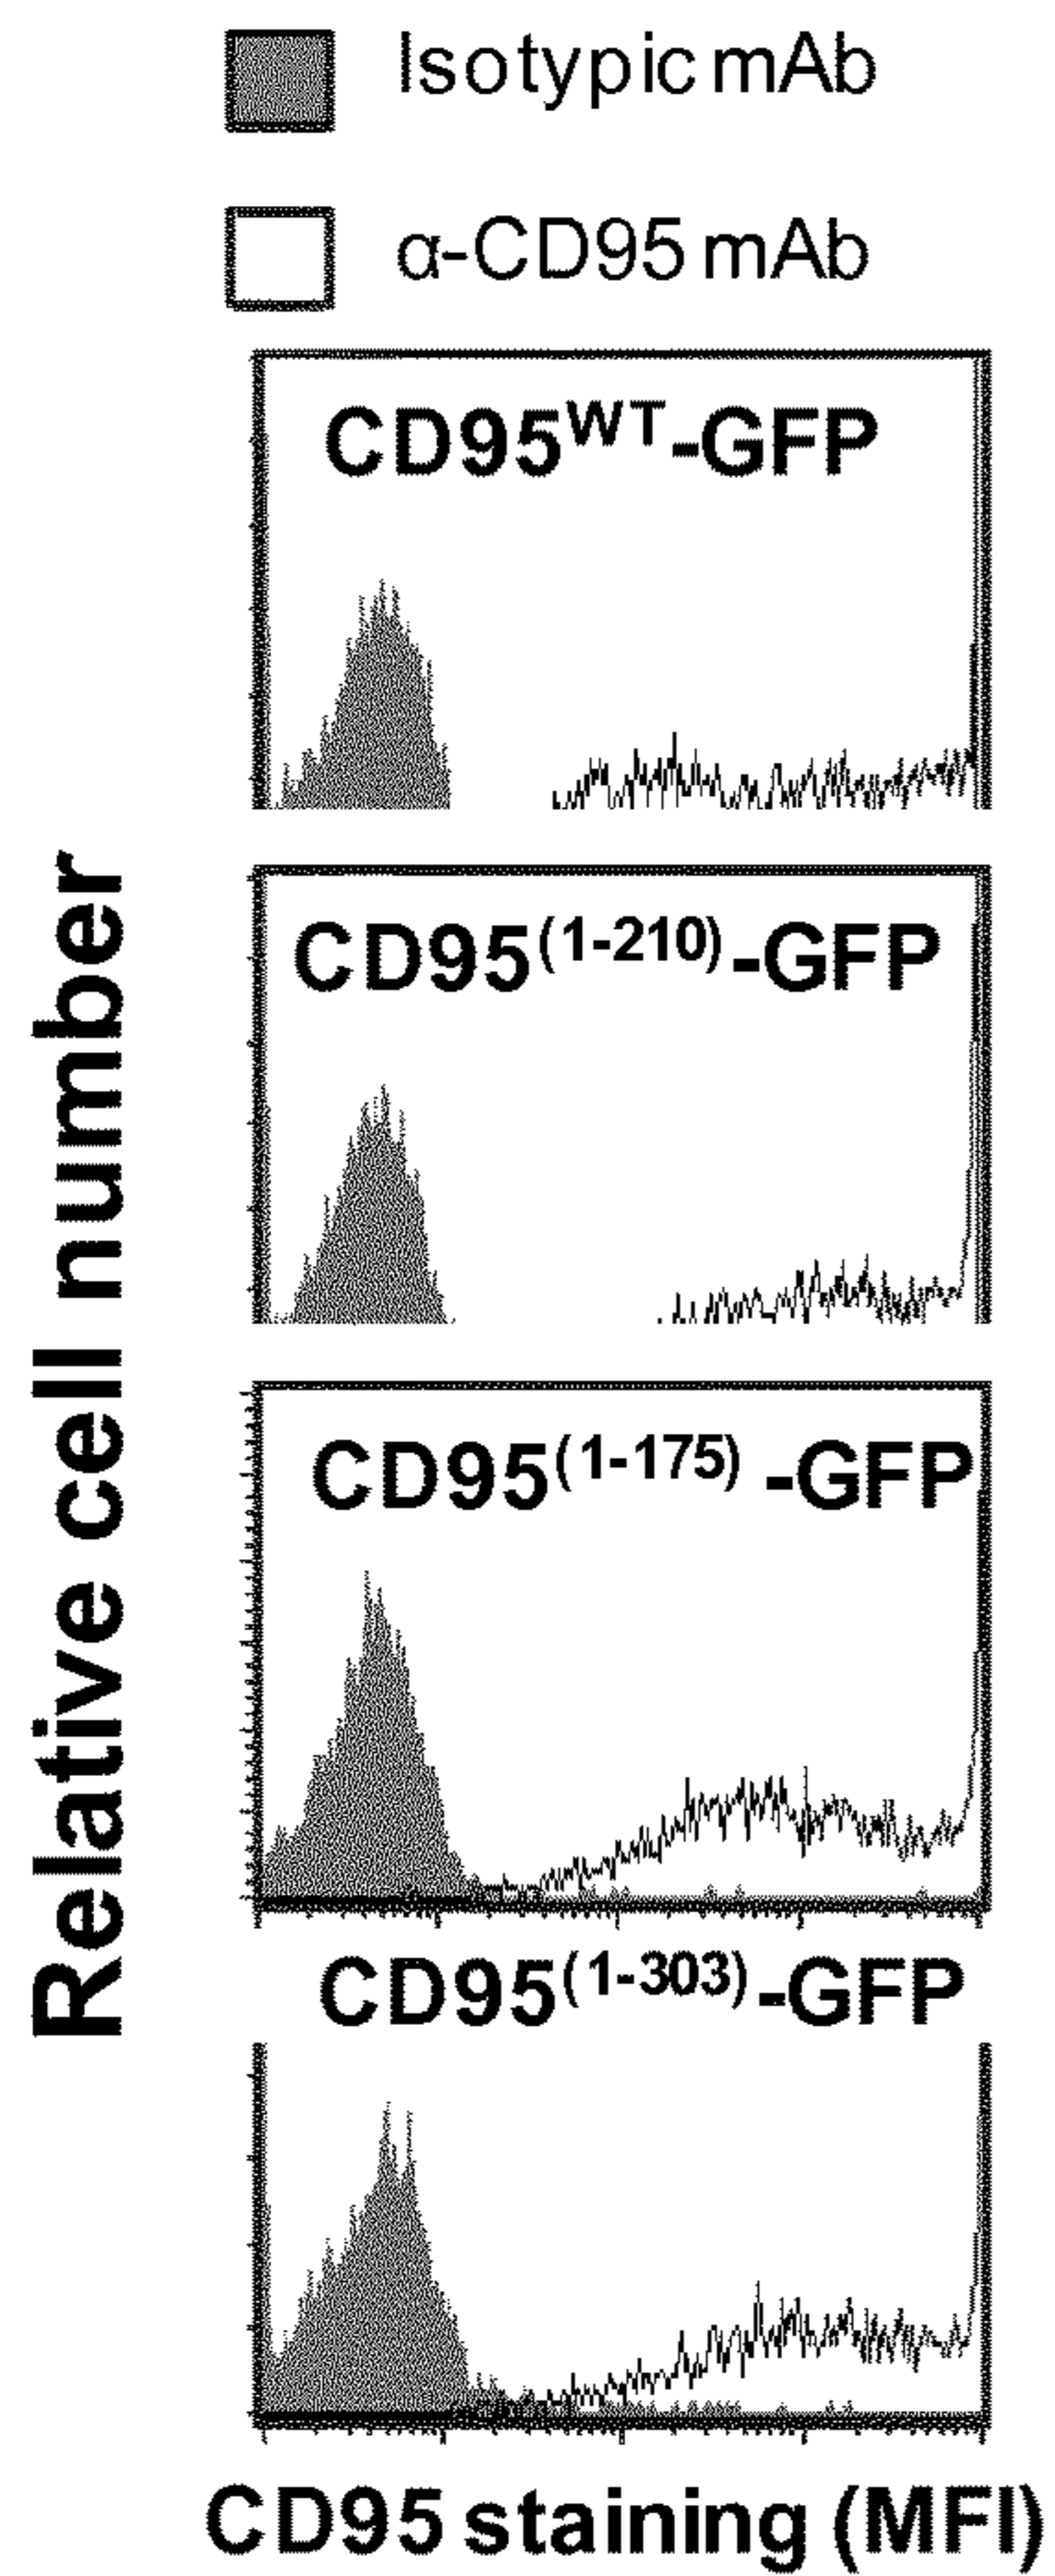 Isotypic mAb
α-CD95 mAb
CD95WT-GFP
CD95(1-210)-GFP
CD95(1-175) -GFP
CD95(1-303)-GFP
Relative cell number
CD95 staining (MFI)